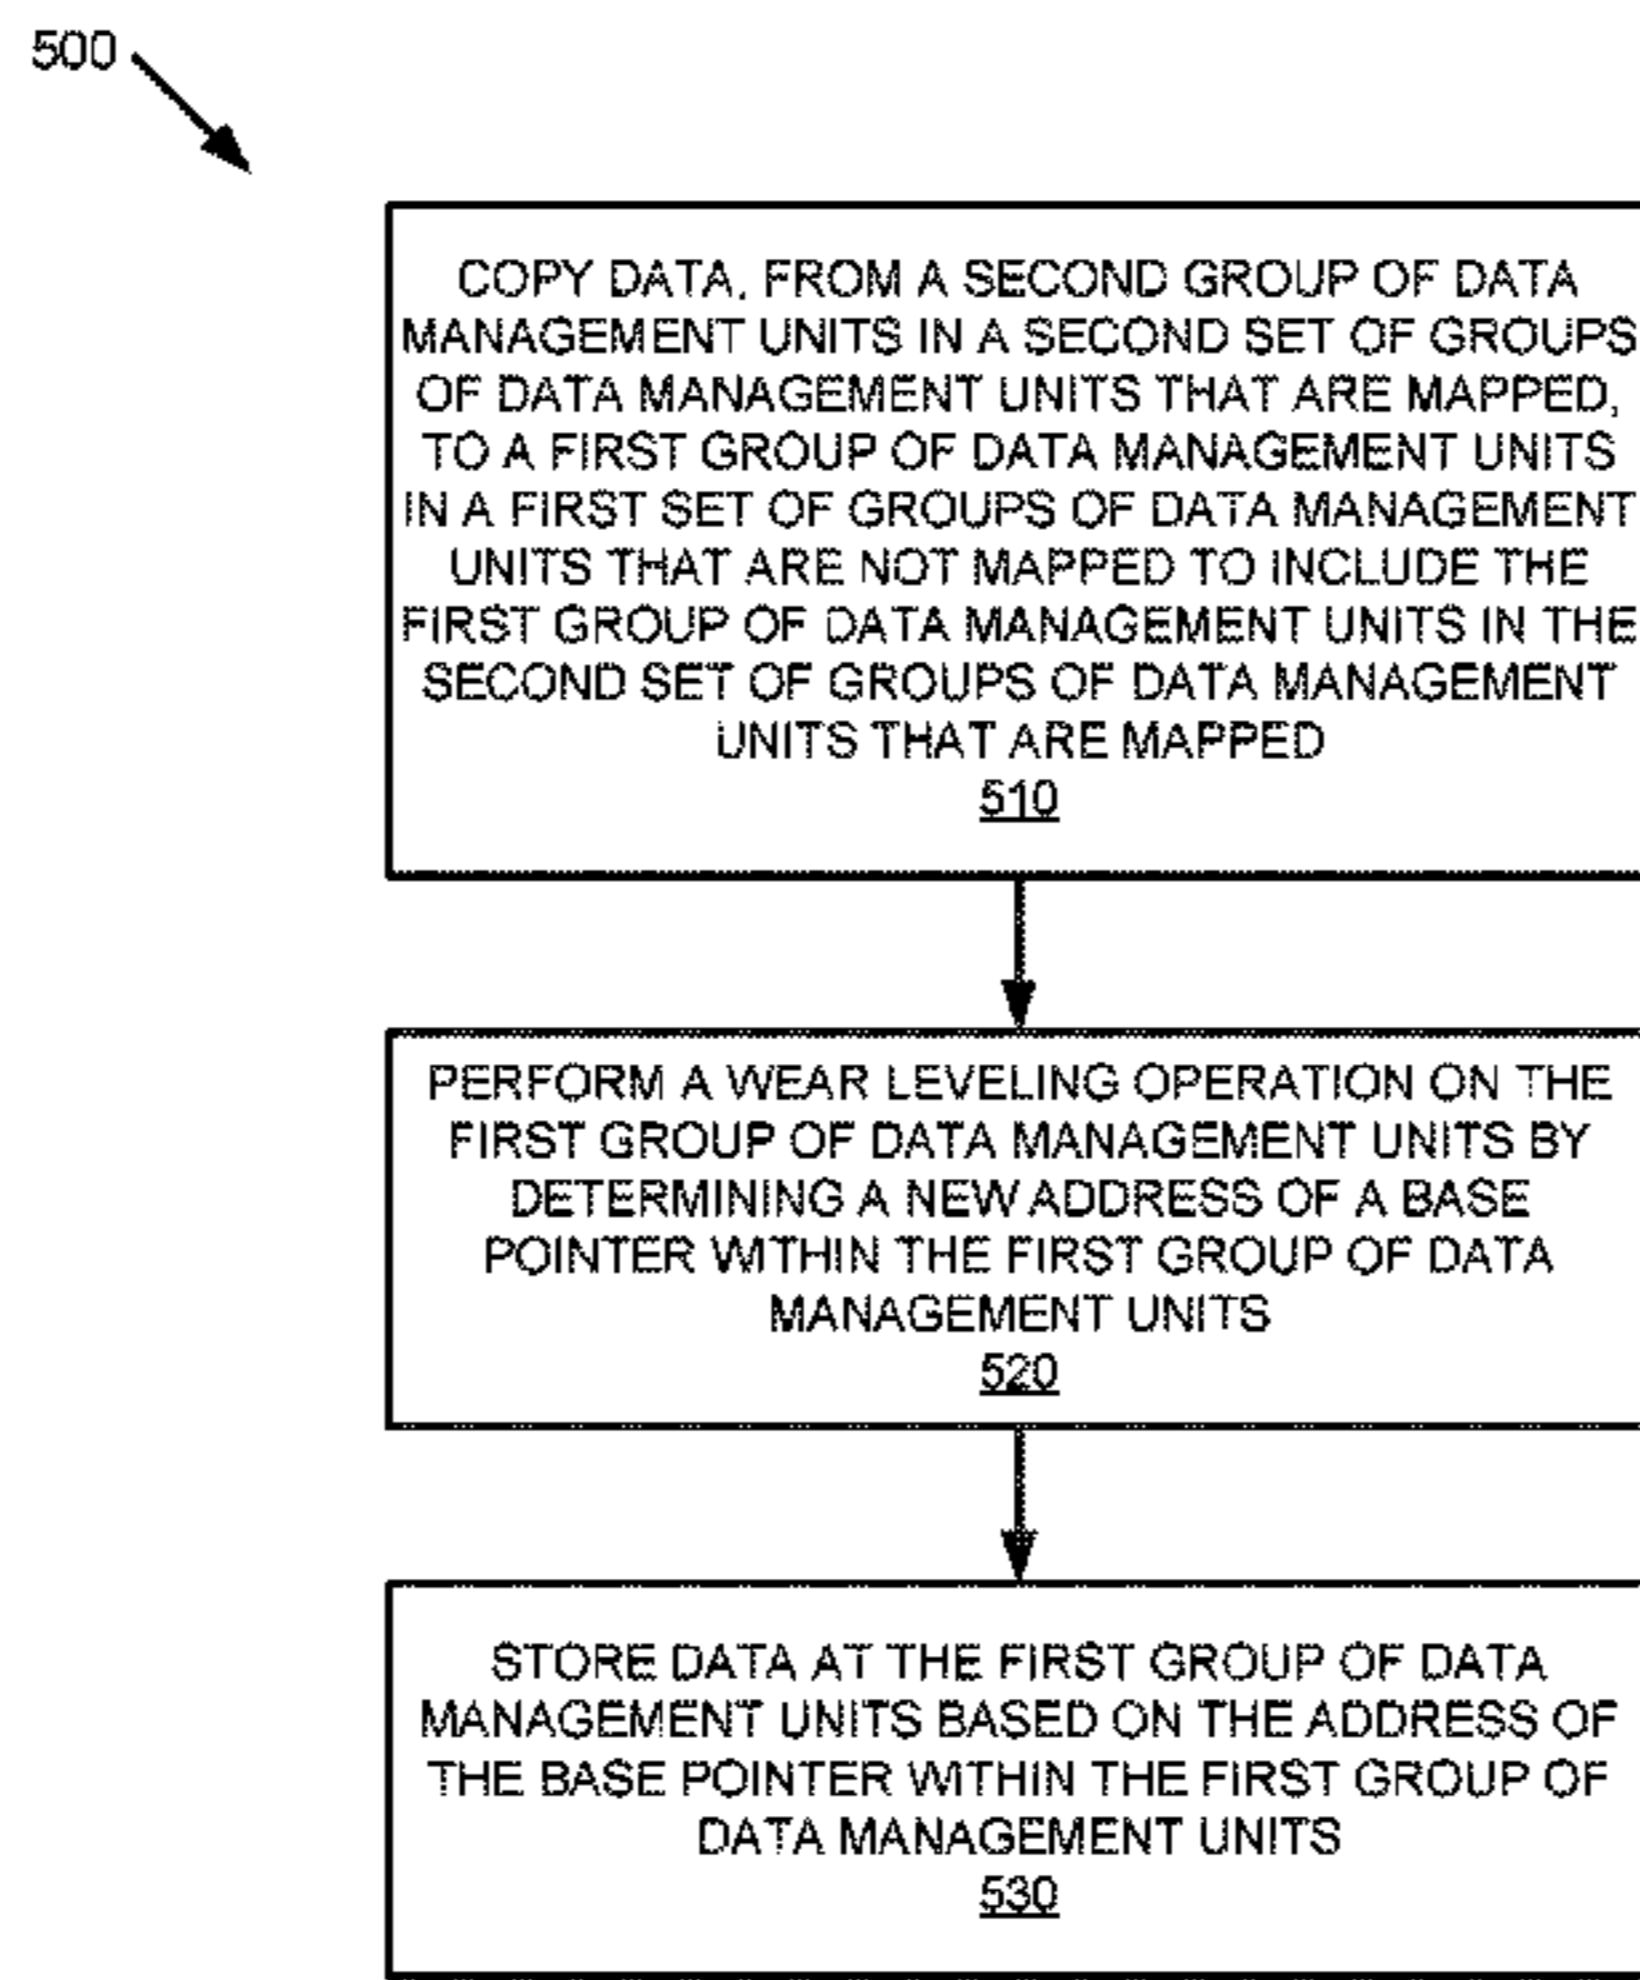 500
COPY DATA, FROM A SECOND GROUP OF DATA
MANAGEMENT UNITS IN A SECOND SET OF GROUPS
OF DATA MANAGEMENT UNITS THAT ARE MAPPED,
TO A FIRST GROUP OF DATA MANAGEMENT UNITS
IN A FIRST SET OF GROUPS OF DATA MANAGEMENT
UNITS THAT ARE NOT MAPPED TO INCLUDE THE
FIRST GROUP OF DATA MANAGEMENT UNITS IN THE
SECOND SET OF GROUPS OF DATA MANAGEMENT
UNITS THAT ARE MAPPED
510
PERFORM A WEAR LEVELING OPERATION ON THE
FIRST GROUP OF DATA MANAGEMENT UNITS BY
DETERMINING A NEW ADDRESS OF A BASE
POINTER WITHIN THE FIRST GROUP OF DATA
MANAGEMENT UNITS
520
STORE DATA AT THE FIRST GROUP OF DATA
MANAGEMENT UNITS BASED ON THE ADDRESS OF
THE BASE POINTER WITHIN THE FIRST GROUP OF
DATA MANAGEMENT UNITS
530